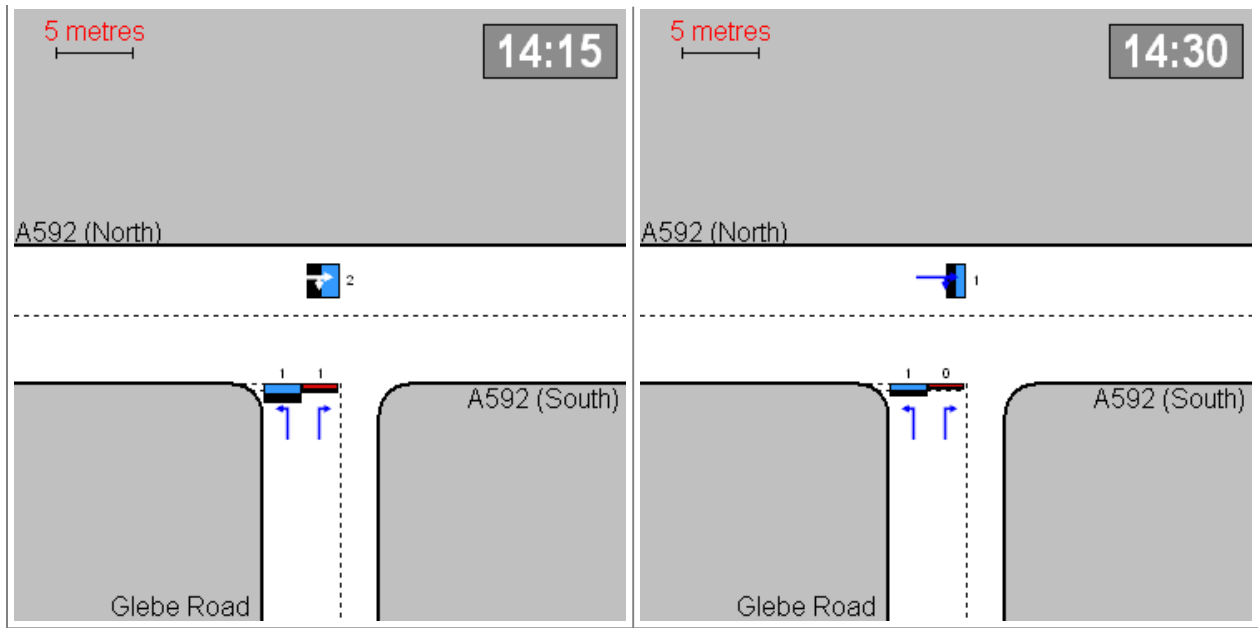 5 metres
14:15
A592 (North)
2
1 1
A592 (South)
Glebe Road
5 metres
14:30
A592 (North)
1
1 0
A592 (South)
Glebe Road